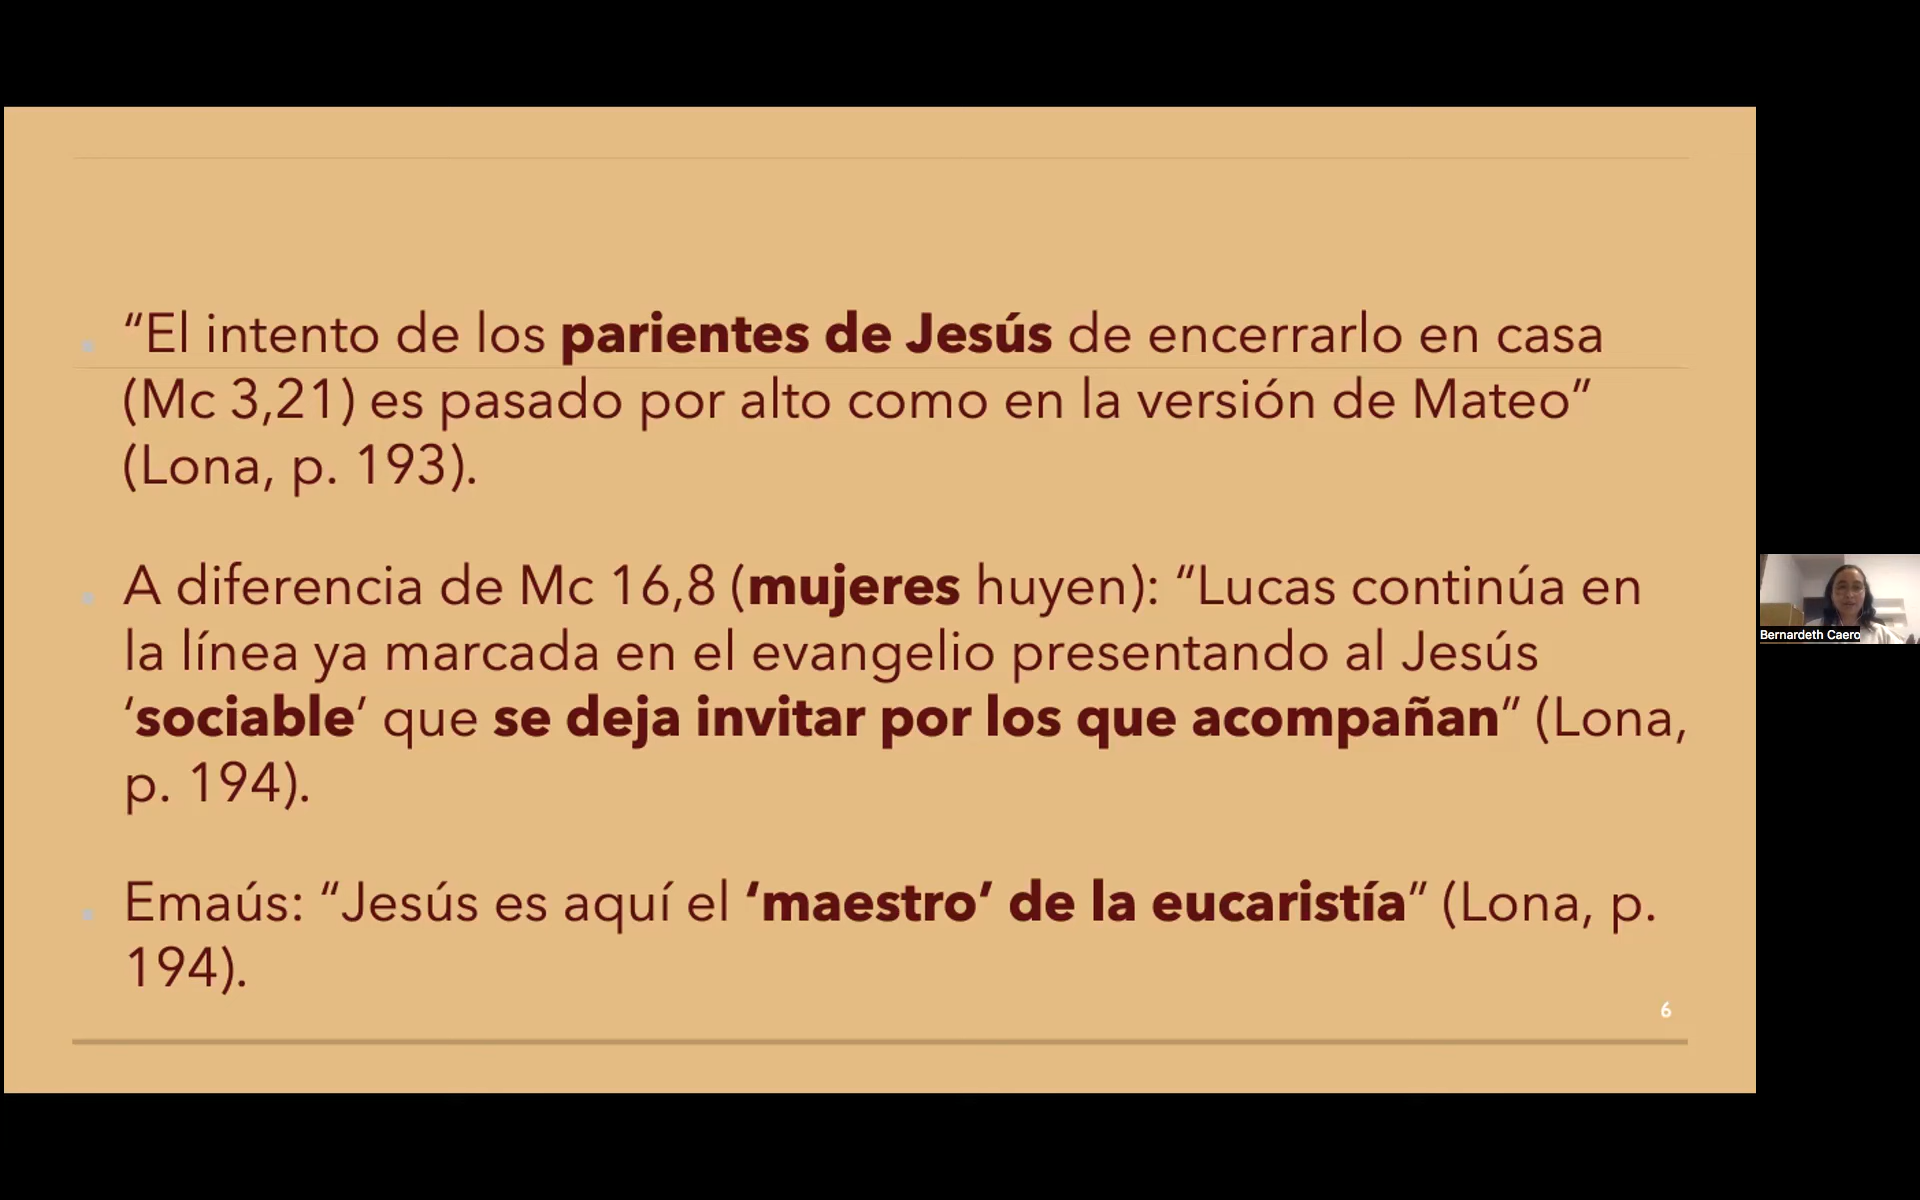 “El intento de los parientes de Jesús de encerrarlo en casa
(Mc 3,21) es pasado por alto como en la versión de Mateo”
(Lona, p. 193).
A diferencia de Mc 16,8 (mujeres huyen): “Lucas continúa en
la línea ya marcada en el evangelio presentando al Jesús
‘sociable’ que se deja invitar por los que acompañan” (Lona,
p. 194).
Emaús: “Jesús es aquí el ‘maestro’ de la eucaristía” (Lona, p.
194).
6
Bernardeth Caero